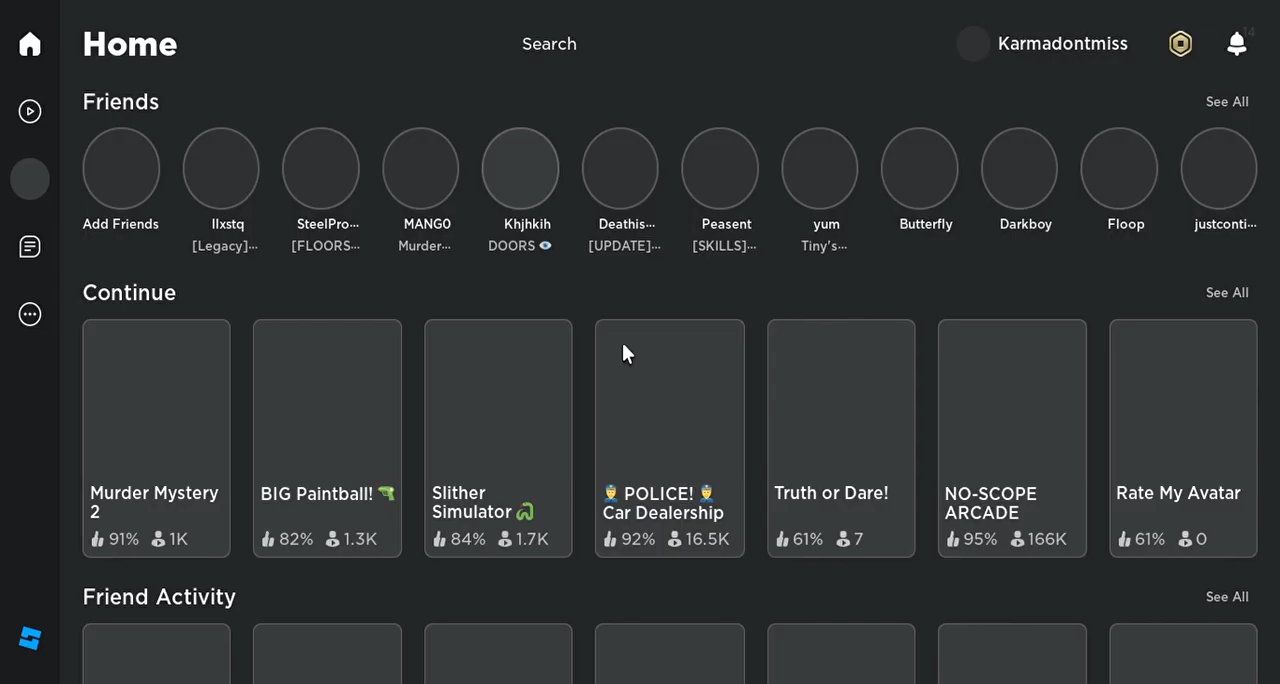 Home
Search
Karmadontmiss
14
Friends
See All
Add Friends
llxstq
SteelPro...
MANG0
Khjhkih
Deathis...
Peasent
yum
Butterfly
Darkboy
Floop
justconti...
[Legacy]...
[FLOORS...
Murder...
DOORS 👁️
[UPDATE]...
[SKILLS]...
Tiny's...
Continue
See All
Murder Mystery
2
91% 1K
BIG Paintball! 🔫
82% 1.3K
Slither
Simulator 🐍
84% 1.7K
👮 POLICE! 👮
Car Dealership
92% 16.5K
Truth or Dare!
61% 7
NO-SCOPE
ARCADE
95% 166K
Rate My Avatar
61% 0
Friend Activity
See All